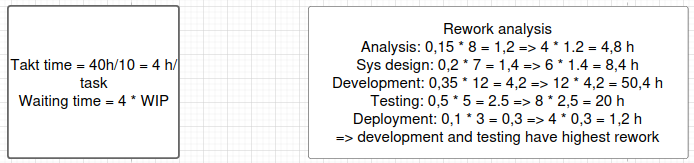 Takt time = 40h/10 = 4 h/
task
Waiting time = 4 * WIP
Rework analysis
Analysis: 0,15 * 8 = 1,2 => 4 * 1.2 = 4,8 h
Sys design: 0,2 * 7 = 1,4 => 6 * 1.4 = 8,4 h
Development: 0,35 * 12 = 4,2 => 12 * 4,2 = 50,4 h
Testing: 0,5 * 5 = 2.5 => 8 * 2,5 = 20 h
Deployment: 0,1 * 3 = 0,3 => 4 * 0,3 = 1,2 h
=> development and testing have highest rework